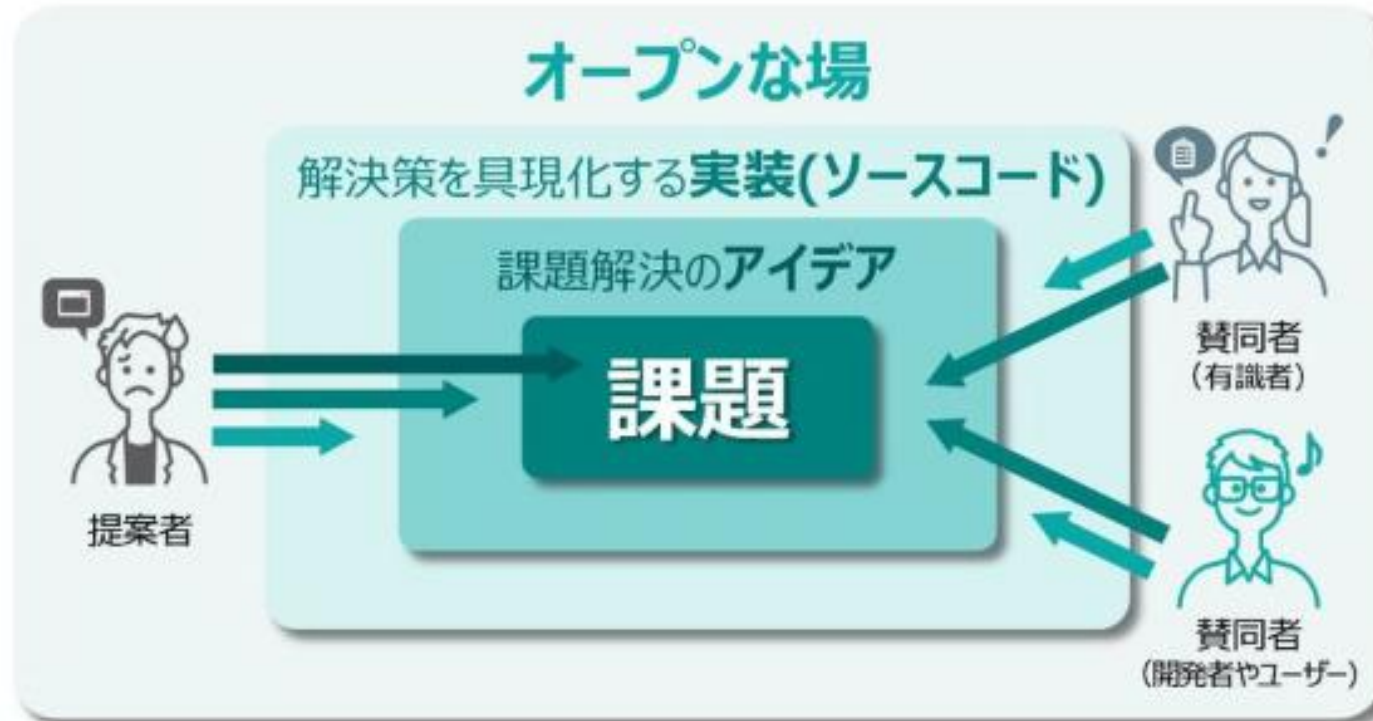 オープンな場
解決策を具現化する実装(ソースコード)
課題解決のアイデア
課題
提案者
賛同者
（有識者）
賛同者
（開発者やユーザー）